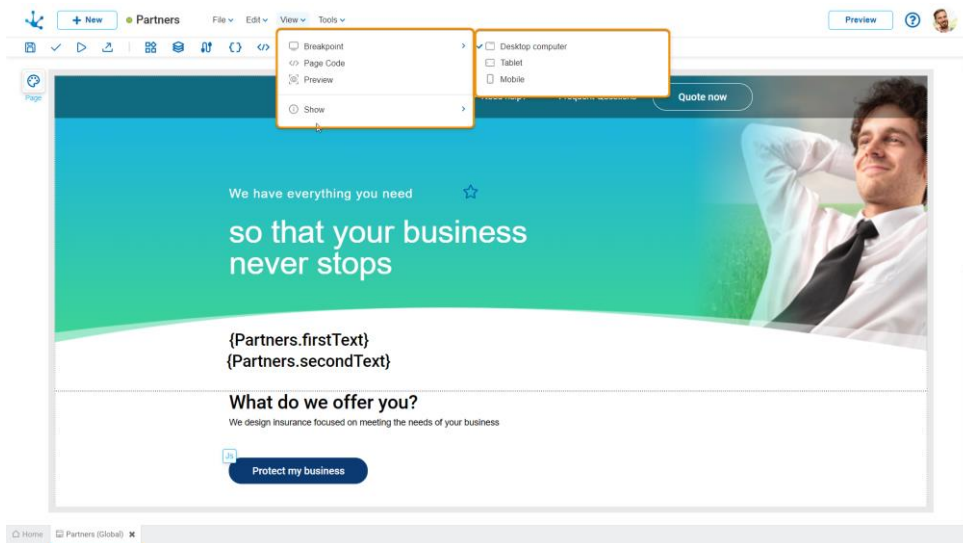 + New
Partners
File
Edit
View
Tools
Preview
?
Breakpoint
Page Code
Preview
Show
Desktop computer
Tablet
Mobile
Page
Quote now
We have everything you need
so that your business
never stops
{Partners.firstText}
{Partners.secondText}
What do we offer you?
We design insurance focused on meeting the needs of your business
Js
Protect my business
Home
Partners (Global)